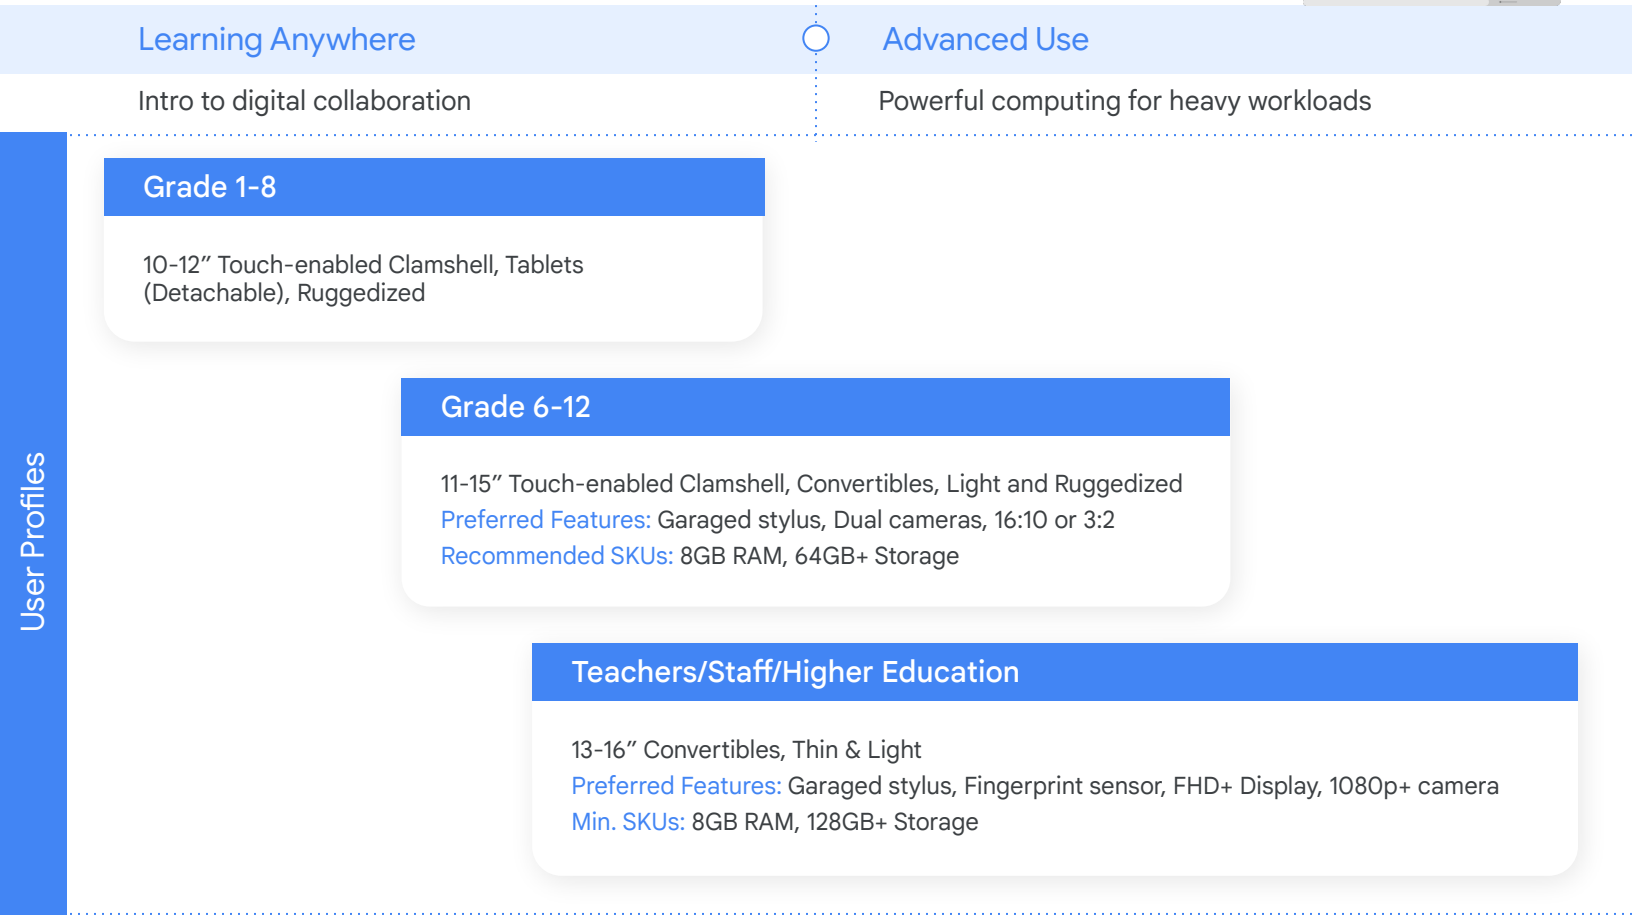 Learning Anywhere
Advanced Use
Intro to digital collaboration
Powerful computing for heavy workloads
User Profiles
Grade 1-8
10-12″ Touch-enabled Clamshell, Tablets
(Detachable), Ruggedized
Grade 6-12
11-15″ Touch-enabled Clamshell, Convertibles, Light and Ruggedized
Preferred Features: Garaged stylus, Dual cameras, 16:10 or 3:2
Recommended SKUs: 8GB RAM, 64GB+ Storage
Teachers/Staff/Higher Education
13-16″ Convertibles, Thin & Light
Preferred Features: Garaged stylus, Fingerprint sensor, FHD+ Display, 1080p+ camera
Min. SKUs: 8GB RAM, 128GB+ Storage